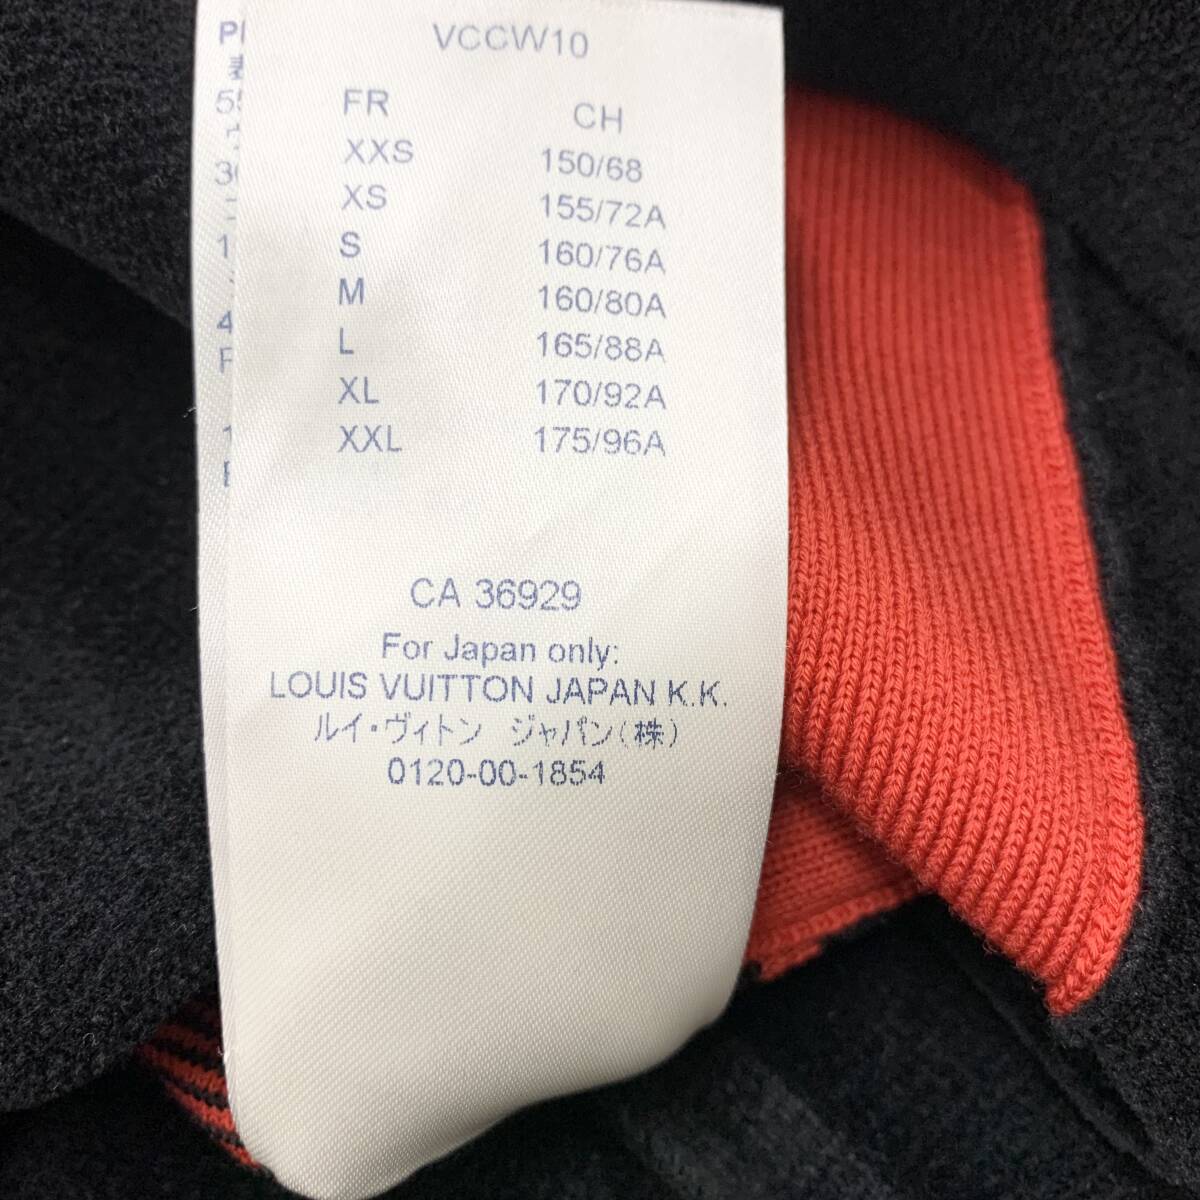 VCCW10
FR CH
XXS 150/68
XS 155/72A
S 160/76A
M 160/80A
L 165/88A
XL 170/92A
XXL 175/96A
CA 36929
For Japan only:
LOUIS VUITTON JAPAN K.K.
ルイ・ヴィトン ジャパン(株)
0120-00-1854